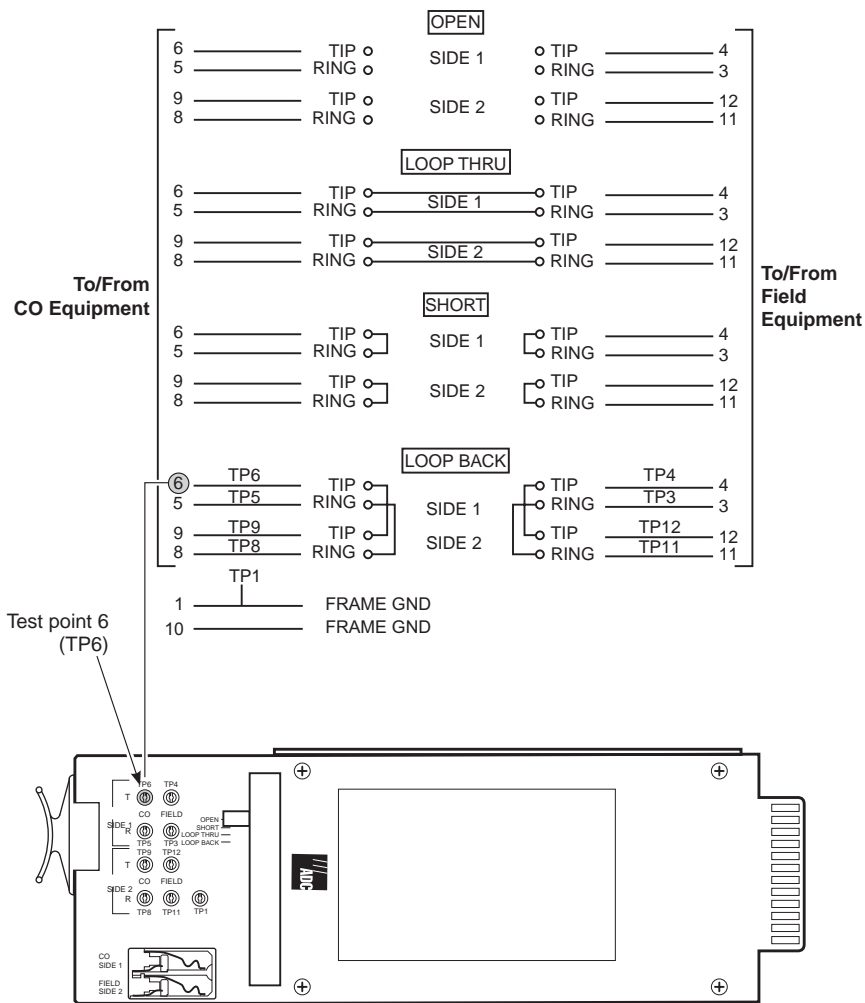 OPEN
6 TIP SIDE 1 TIP 4
5 RING RING 3
9 TIP SIDE 2 TIP 12
8 RING RING 11
LOOP THRU
6 TIP TIP 4
5 RING SIDE 1 RING 3
9 TIP TIP 12
8 RING SIDE 2 RING 11
To/From
CO Equipment
To/From
Field
Equipment
SHORT
6 TIP SIDE 1 TIP 4
5 RING RING 3
9 TIP SIDE 2 TIP 12
8 RING RING 11
LOOP BACK
6 TP6 TIP TIP TP4 4
5 TP5 RING SIDE 1 RING TP3 3
9 TP9 TIP SIDE 2 TIP TP12 12
8 TP8 RING RING TP11 11
TP1
1 FRAME GND
10 FRAME GND
Test point 6
(TP6)
TP6 TP4
T
CO FIELD
SIDE 1
R
TP5 TP3
TP9 TP12
T
CO FIELD
SIDE 2
R
TP8 TP11 TP1
OPEN
SHORT
LOOP THRU
LOOP BACK
ADC
CO
SIDE 1
FIELD
SIDE 2